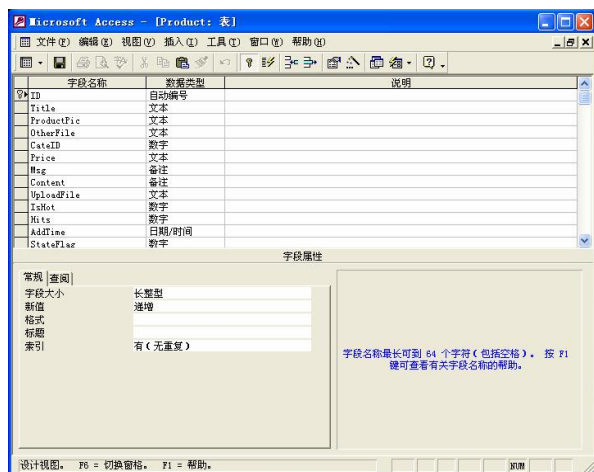 Microsoft Access - [Product: 表]
文件(F) 编辑(E) 视图(V) 插入(I) 工具(T) 窗口(W) 帮助(H)
字段名称 数据类型 说明
ID 自动编号
Title 文本
ProductPic 文本
OtherFile 文本
CateID 数字
Price 文本
Msg 备注
Content 备注
UploadFile 文本
IsHot 数字
Hits 数字
AddTime 日期/时间
StateFlag 数字
字段属性
常规 查阅
字段大小 长整型
新值 递增
格式
标题
索引 有(无重复)
字段名称最长可到 64 个字符(包括空格)。 按 F1
键可查看有关字段名称的帮助。
设计视图。 F6 = 切换窗格。 F1 = 帮助。 NUM